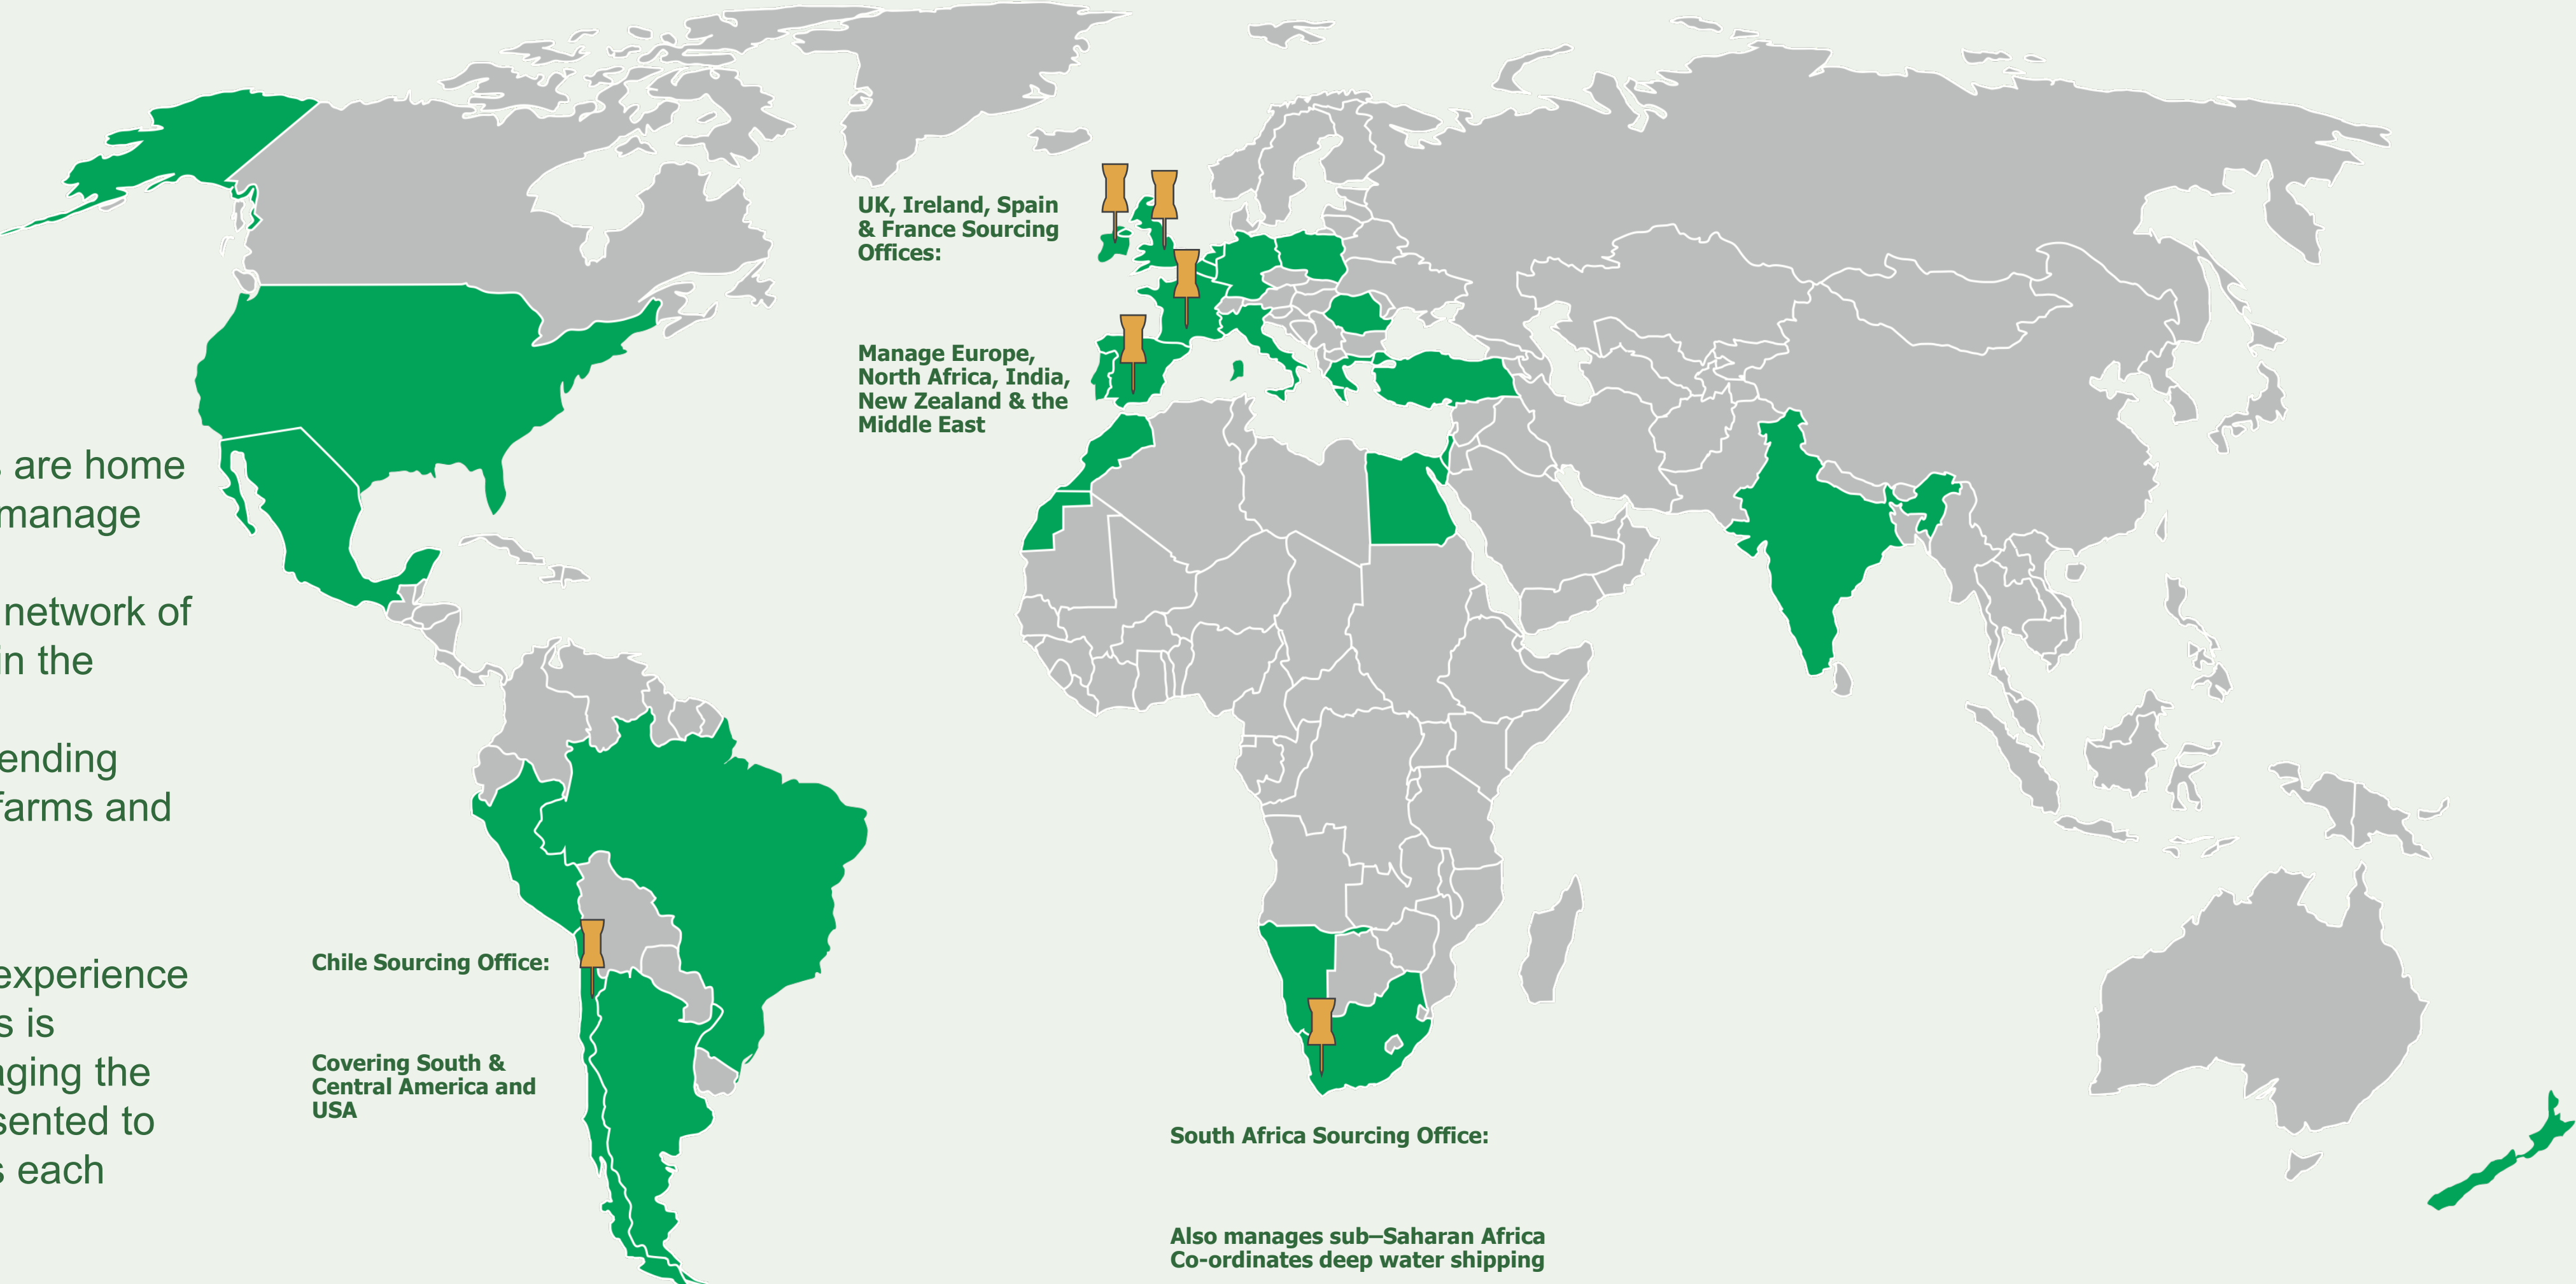 s are home
manage
network of
in the
ending
farms and
experience
s is
aging the
sented to
s each
UK, Ireland, Spain
& France Sourcing
Offices:
Manage Europe,
North Africa, India,
New Zealand & the
Middle East
Chile Sourcing Office:
Covering South &
Central America and
USA
South Africa Sourcing Office:
Also manages sub–Saharan Africa
Co-ordinates deep water shipping